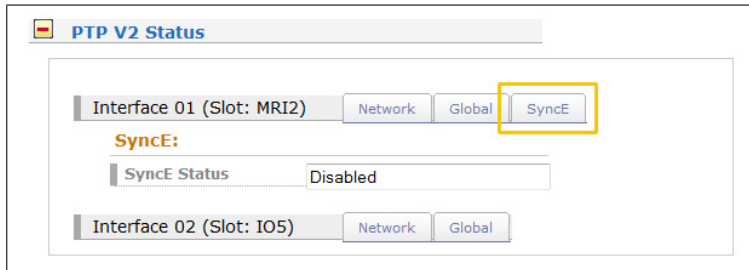 PTP V2 Status
Interface 01 (Slot: MRI2) Network Global SyncE
SyncE:
SyncE Status Disabled
Interface 02 (Slot: IO5) Network Global